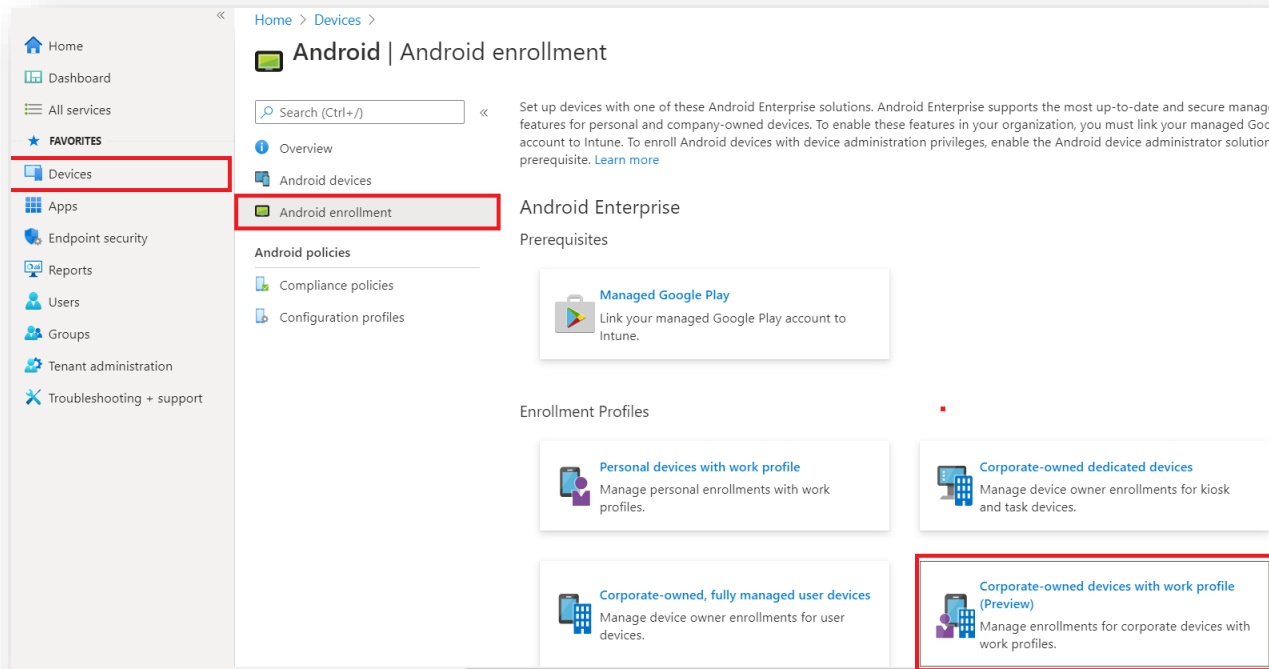 «
Home
Dashboard
All services
FAVORITES
Devices
Apps
Endpoint security
Reports
Users
Groups
Tenant administration
Troubleshooting + support
Home > Devices >
Android | Android enrollment
Search (Ctrl+/)
«
Overview
Android devices
Android enrollment
Android policies
Compliance policies
Configuration profiles
Set up devices with one of these Android Enterprise solutions. Android Enterprise supports the most up-to-date and secure manage
features for personal and company-owned devices. To enable these features in your organization, you must link your managed Goo
account to Intune. To enroll Android devices with device administration privileges, enable the Android device administrator solution
prerequisite. Learn more
Android Enterprise
Prerequisites
Managed Google Play
Link your managed Google Play account to
Intune.
Enrollment Profiles
Personal devices with work profile
Manage personal enrollments with work
profiles.
Corporate-owned dedicated devices
Manage device owner enrollments for kiosk
and task devices.
Corporate-owned, fully managed user devices
Manage device owner enrollments for user
devices.
Corporate-owned devices with work profile
(Preview)
Manage enrollments for corporate devices with
work profiles.